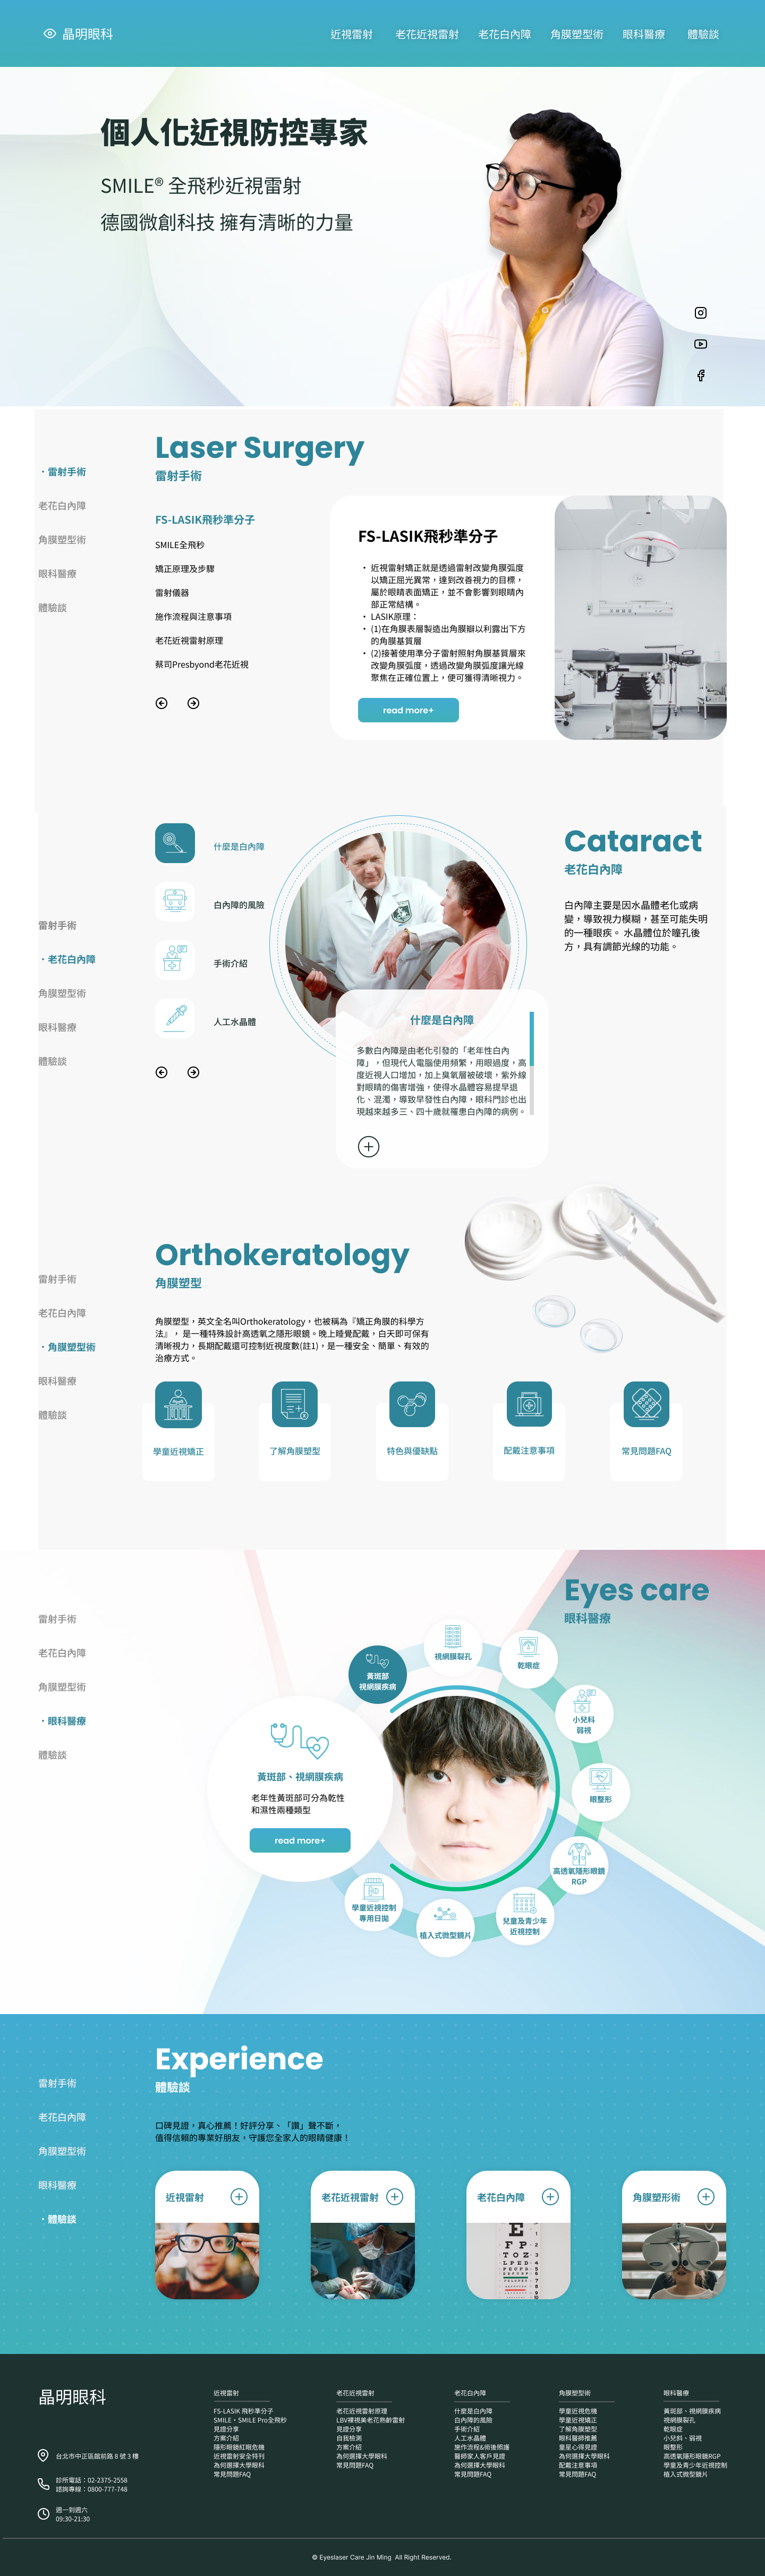 晶明眼科
近視雷射
老花近視雷射
老花白內障
角膜塑型術
眼科醫療
體驗談
個人化近視防控專家
SMILE® 全飛秒近視雷射
德國微創科技 擁有清晰的力量
・雷射手術
老花白內障
角膜塑型術
眼科醫療
體驗談
Laser Surgery
雷射手術
FS-LASIK飛秒準分子
SMILE全飛秒
矯正原理及步驟
雷射儀器
施作流程與注意事項
老花近視雷射原理
蔡司Presbyond老花近視
FS-LASIK飛秒準分子
・ 近視雷射矯正就是透過雷射改變角膜弧度
以矯正屈光異常，達到改善視力的目標，
屬於眼睛表面矯正，並不會影響到眼睛內
部正常結構。
・ LASIK原理：
・ (1)在角膜表層製造出角膜瓣以利露出下方
的角膜基質層
・ (2)接著使用準分子雷射照射角膜基質層來
改變角膜弧度，透過改變角膜弧度讓光線
聚焦在正確位置上，便可獲得清晰視力。
read more+
雷射手術
・老花白內障
角膜塑型術
眼科醫療
體驗談
什麼是白內障
白內障的風險
手術介紹
人工水晶體
Cataract
老花白內障
白內障主要是因水晶體老化或病
變，導致視力模糊，甚至可能失明
的一種眼疾。 水晶體位於瞳孔後
方，具有調節光線的功能。
什麼是白內障
多數白內障是由老化引發的「老年性白內
障」，但現代人電腦使用頻繁，用眼過度，高
度近視人口增加，加上臭氧層被破壞，紫外線
對眼睛的傷害增強，使得水晶體容易提早退
化、混濁，導致早發性白內障，眼科門診也出
現越來越多三、四十歲就罹患白內障的病例。
雷射手術
老花白內障
・角膜塑型術
眼科醫療
體驗談
Orthokeratology
角膜塑型
角膜塑型，英文全名叫Orthokeratology，也被稱為『矯正角膜的科學方
法』， 是一種特殊設計高透氧之隱形眼鏡。晚上睡覺配戴，白天即可保有
清晰視力，長期配戴還可控制近視度數(註1)，是一種安全、簡單、有效的
治療方式。
學童近視矯正
了解角膜塑型
特色與優缺點
配戴注意事項
常見問題FAQ
雷射手術
老花白內障
角膜塑型術
・眼科醫療
體驗談
Eyes care
眼科醫療
黃斑部
視網膜疾病
視網膜裂孔
乾眼症
小兒科
弱視
眼整形
高透氧隱形眼鏡
RGP
兒童及青少年
近視控制
植入式微型鏡片
學童近視控制
專用日拋
黃斑部、視網膜疾病
老年性黃斑部可分為乾性
和濕性兩種類型
read more+
雷射手術
老花白內障
角膜塑型術
眼科醫療
・體驗談
Experience
體驗談
口碑見證，真心推薦！好評分享、「讚」聲不斷，
值得信賴的專業好朋友，守護您全家人的眼睛健康！
近視雷射
老花近視雷射
老花白內障
角膜塑形術
晶明眼科
台北市中正區館前路 8 號 3 樓
診所電話：02-2375-2558
諮詢專線：0800-777-748
週一到週六
09:30-21:30
近視雷射
FS-LASIK 飛秒準分子
SMILE・SMILE Pro全飛秒
見證分享
方案介紹
隱形眼鏡紅眼危機
近視雷射安全特刊
為何選擇大學眼科
常見問題FAQ
老花近視雷射
老花近視雷射原理
LBV裸視美老花熟齡雷射
見證分享
自我檢測
方案介紹
為何選擇大學眼科
常見問題FAQ
老花白內障
什麼是白內障
白內障的風險
手術介紹
人工水晶體
施作流程&術後照護
醫師家人客戶見證
為何選擇大學眼科
常見問題FAQ
角膜塑型術
學童近視危機
學童近視矯正
了解角膜塑型
眼科醫師推薦
童星心得見證
為何選擇大學眼科
配戴注意事項
常見問題FAQ
眼科醫療
黃斑部、視網膜疾病
視網膜裂孔
乾眼症
小兒斜、弱視
眼整形
高透氧隱形眼鏡RGP
學童及青少年近視控制
植入式微型鏡片
© Eyeslaser Care Jin Ming  All Right Reserved.